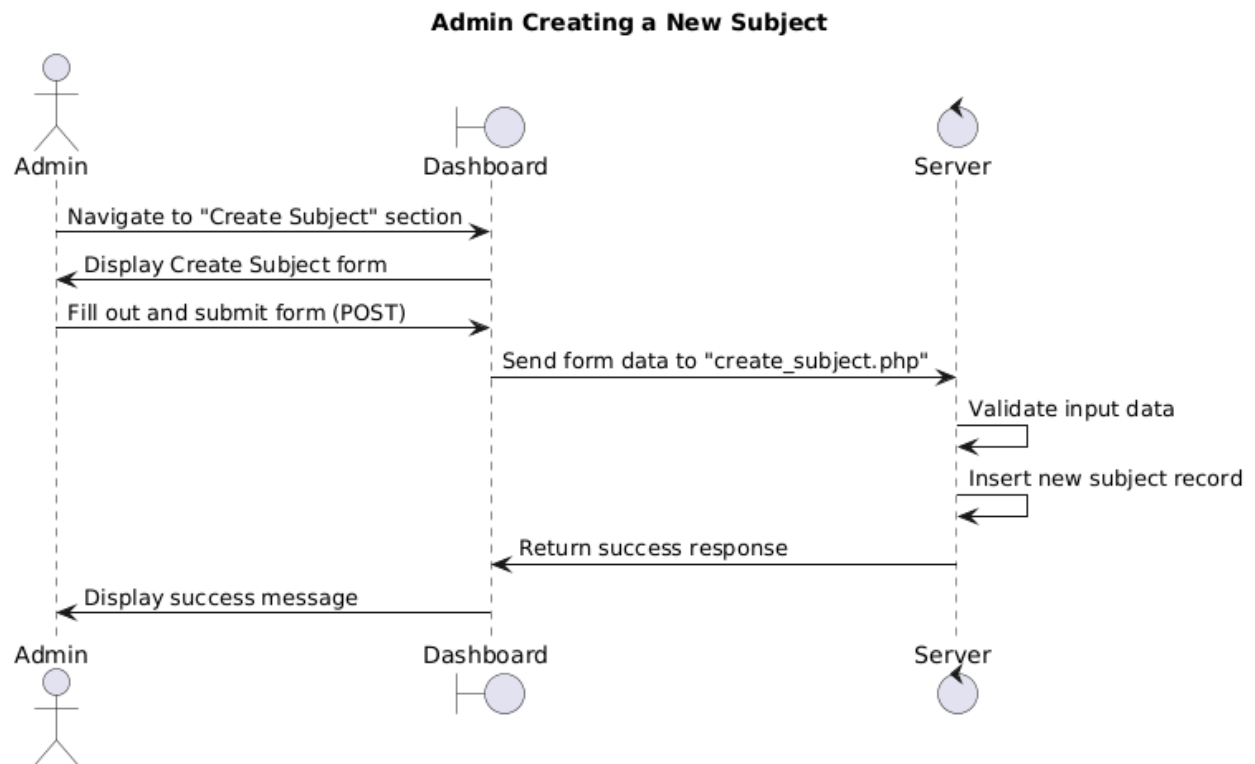 Admin Creating a New Subject
Admin
Dashboard
Server
Navigate to "Create Subject" section
Display Create Subject form
Fill out and submit form (POST)
Send form data to "create_subject.php"
Validate input data
Insert new subject record
Return success response
Display success message
Admin
Dashboard
Server